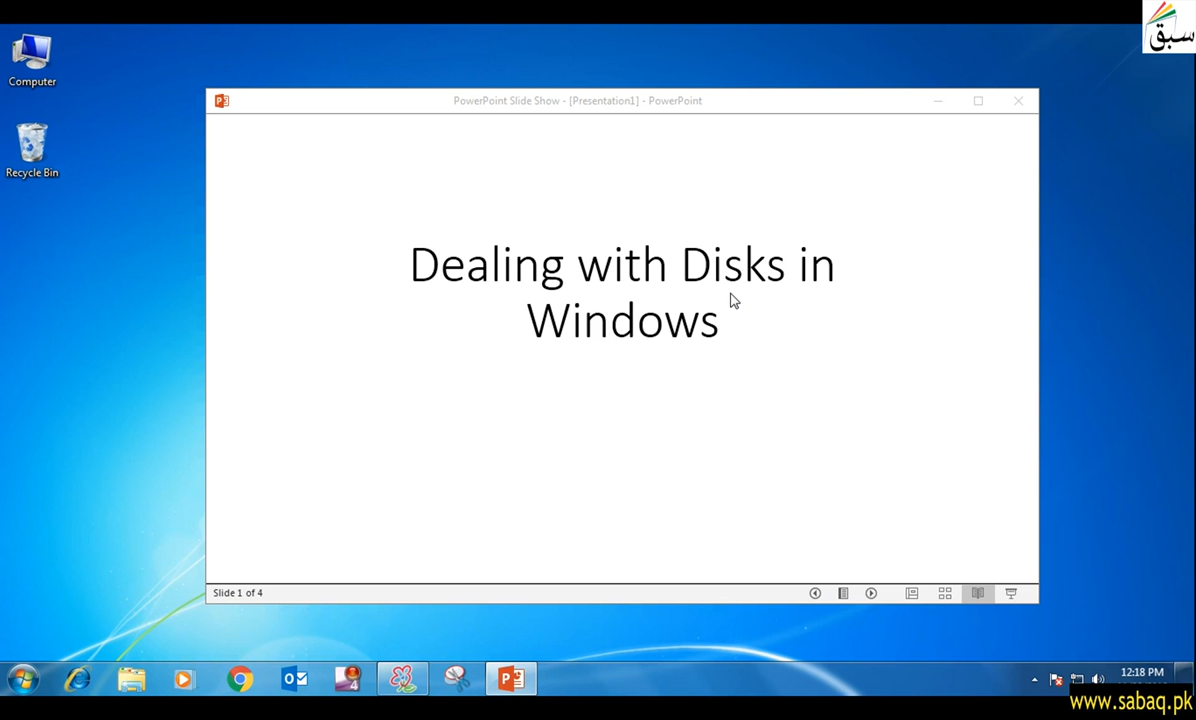 سبق
Computer
PowerPoint Slide Show - [Presentation1] - PowerPoint
Recycle Bin
Dealing with Disks in
Windows
Slide 1 of 4
12:18 PM
www.sabaq.pk